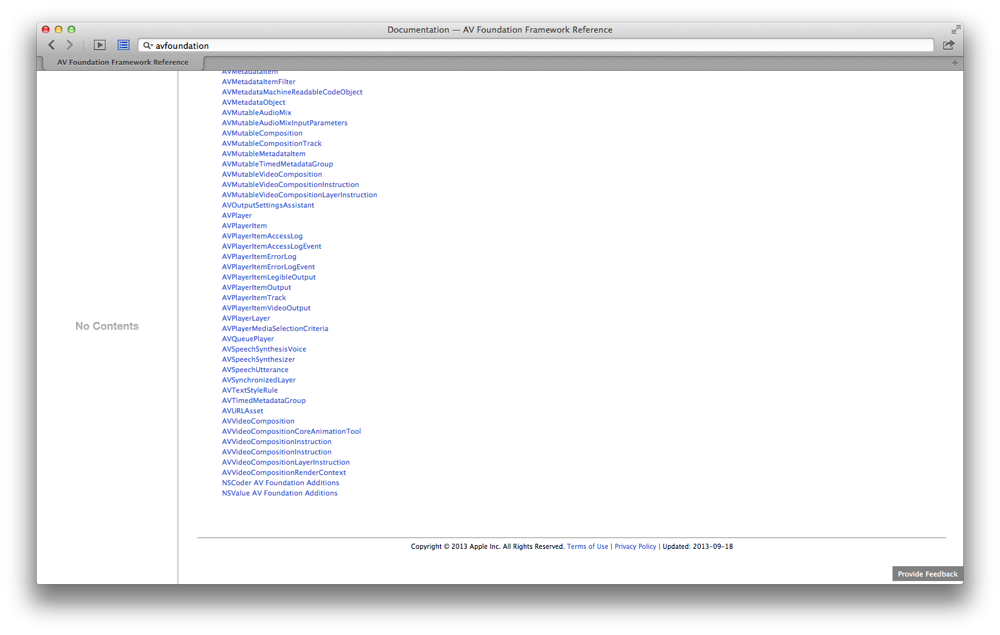 Documentation — AV Foundation Framework Reference
avfoundation
AV Foundation Framework Reference
AVMetadataItem
AVMetadataItemFilter
AVMetadataMachineReadableCodeObject
AVMetadataObject
AVMutableAudioMix
AVMutableAudioMixInputParameters
AVMutableComposition
AVMutableCompositionTrack
AVMutableMetadataItem
AVMutableTimedMetadataGroup
AVMutableVideoComposition
AVMutableVideoCompositionInstruction
AVMutableVideoCompositionLayerInstruction
AVOutputSettingsAssistant
AVPlayer
AVPlayerItem
AVPlayerItemAccessLog
AVPlayerItemAccessLogEvent
AVPlayerItemErrorLog
AVPlayerItemErrorLogEvent
AVPlayerItemLegibleOutput
AVPlayerItemOutput
AVPlayerItemTrack
AVPlayerItemVideoOutput
AVPlayerLayer
No Contents
AVPlayerMediaSelectionCriteria
AVQueuePlayer
AVSpeechSynthesisVoice
AVSpeechSynthesizer
AVSpeechUtterance
AVSynchronizedLayer
AVTextStyleRule
AVTimedMetadataGroup
AVURLAsset
AVVideoComposition
AVVideoCompositionCoreAnimationTool
AVVideoCompositionInstruction
AVVideoCompositionInstruction
AVVideoCompositionLayerInstruction
AVVideoCompositionRenderContext
NSCoder AV Foundation Additions
NSValue AV Foundation Additions
Copyright © 2013 Apple Inc. All Rights Reserved. Terms of Use | Privacy Policy | Updated: 2013-09-18
Provide Feedback